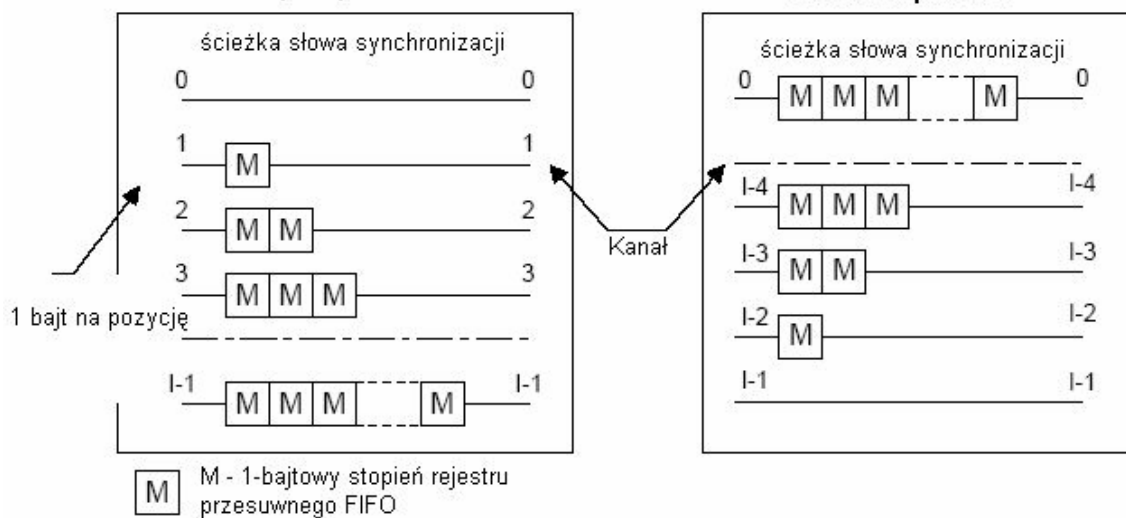 ścieżka słowa synchronizacji
0 0
1 1
M
2 2
M M
3 3
M M M
I-1 I-1
M M M M
1 bajt na pozycję
Kanał
ścieżka słowa synchronizacji
0 0
M M M M
I-4 I-4
M M M
I-3 I-3
M M
I-2 I-2
M
I-1 I-1
M M - 1-bajtowy stopień rejestru
przesuwnego FIFO